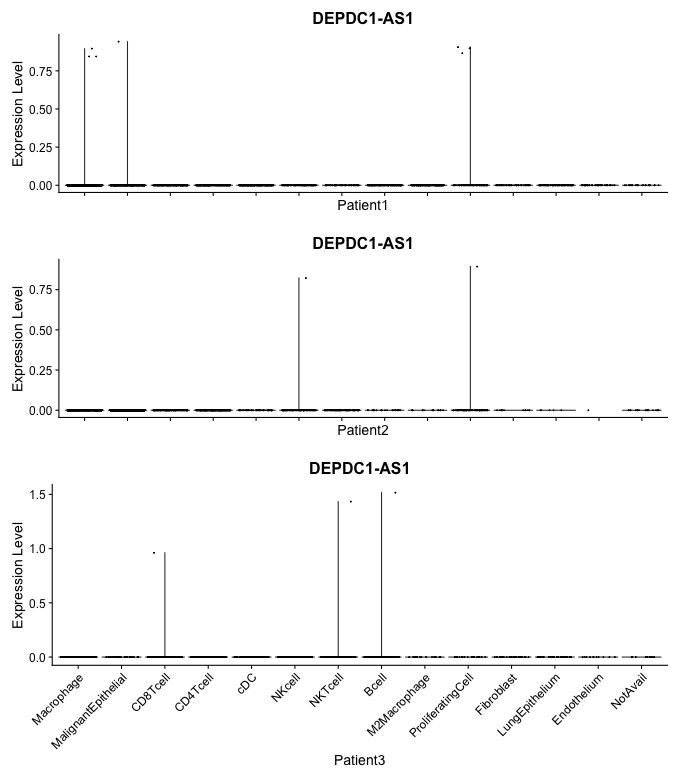 DEPDC1-AS1
Expression Level
0.75
0.50
0.25
0.00
Patient1
DEPDC1-AS1
Expression Level
0.75
0.50
0.25
0.00
Patient2
DEPDC1-AS1
Expression Level
1.5
1.0
0.5
0.0
Macrophage
MalignantEpithelial
CD8Tcell
CD4Tcell
cDC
NKcell
NKTcell
Bcell
M2Macrophage
ProliferatingCell
Fibroblast
LungEpithelium
Endothelium
NotAvail
Patient3